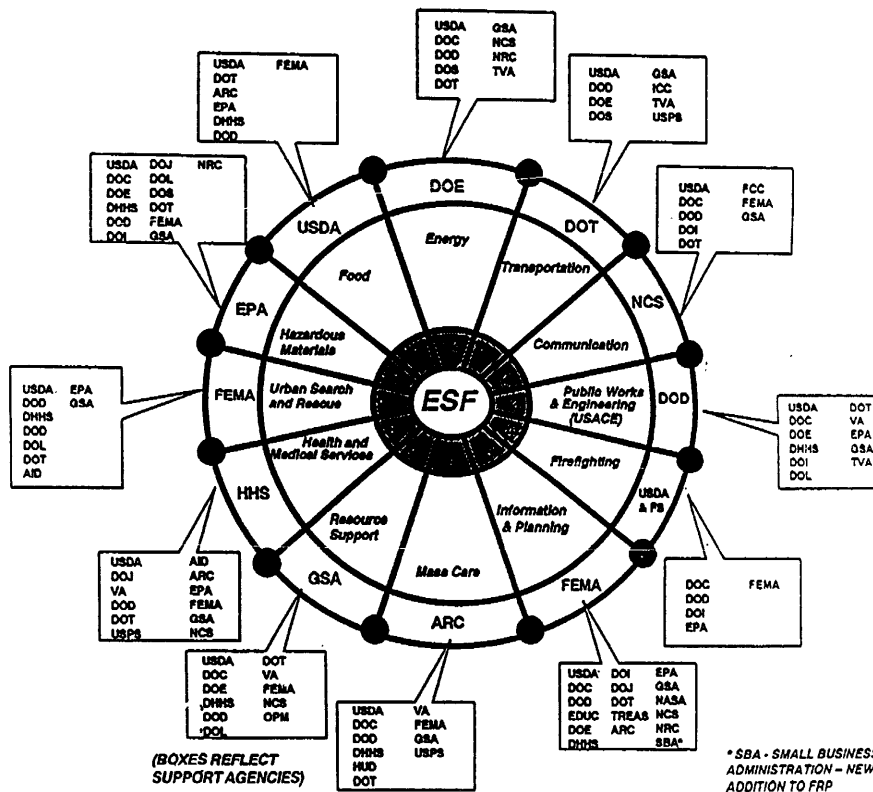 USDA GSA
DOC NCS
DOD NRC
DOS TVA
DOT
USDA FEMA
DOT
ARC
EPA
DHHS
DOD
USDA GSA
DOD ICC
DOE TVA
DOS USPS
USDA DOJ NRC
DOC DOL
DOE DOS
DHHS DOT
DOD FEMA
DOI GSA
USDA FCC
DOC FEMA
DOD GSA
DOI
DOT
DOE
USDA
DOT
EPA
NCS
FEMA
DOD
HHS
USDA
& FS
GSA
FEMA
ARC
Energy
Food
Transportation
Hazardous
Materials
Communication
Urban Search
and Rescue
ESF
Public Works
& Engineering
(USACE)
Health and
Medical Services
Firefighting
Resource
Support
Information
& Planning
Mass Care
USDA EPA
DOD GSA
DHHS
DOD
DOL
DOT
AID
USDA DOT
DOC VA
DOE EPA
DHHS GSA
DOI TVA
DOL
USDA AID
DOJ ARC
VA EPA
DOD FEMA
DOT GSA
USPS NCS
DOC FEMA
DOD
DOI
EPA
USDA DOT
DOC VA
DOE FEMA
DHHS NCS
DOD OPM
DOL
USDA VA
DOC FEMA
DOD GSA
DHHS USPS
HUD
DOT
USDA DOI EPA
DOC DOJ GSA
DOD DOT NASA
EDUC TREAS NCS
DOE ARC NRC
DHHS SBA*
(BOXES REFLECT
SUPPORT AGENCIES)
* SBA - SMALL BUSINESS
ADMINISTRATION – NEW
ADDITION TO FRP